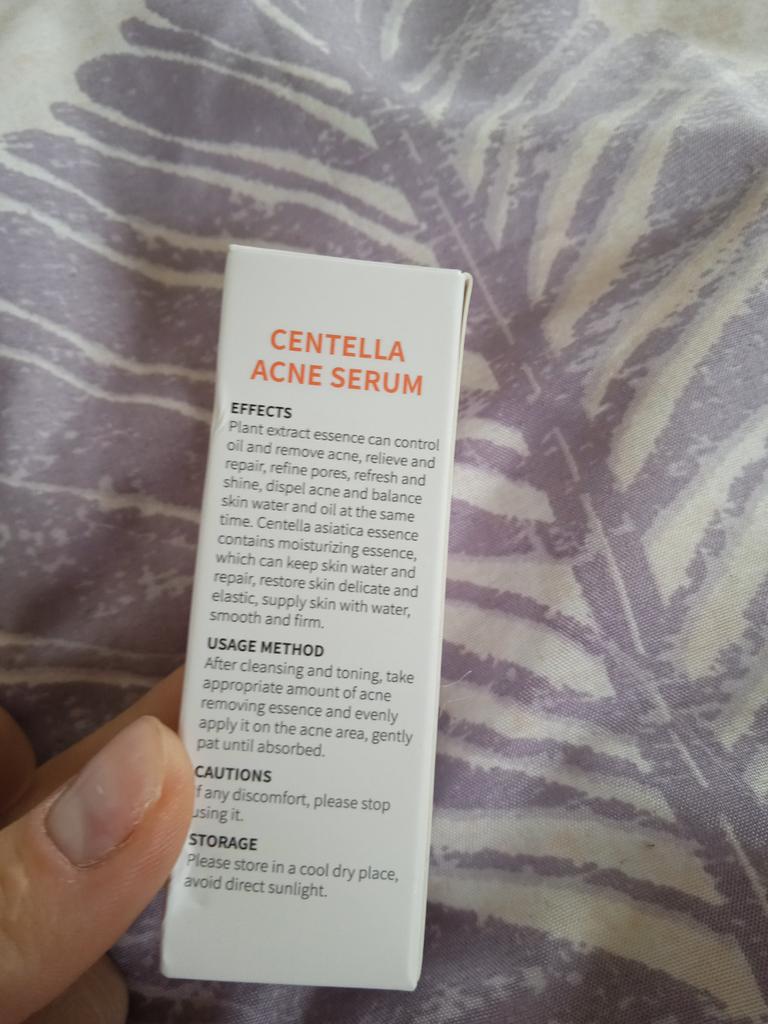 CENTELLA
ACNE SERUM
EFFECTS
Plant extract essence can control
oil and remove acne, relieve and
repair, refine pores, refresh and
shine, dispel acne and balance
skin water and oil at the same
time. Centella asiatica essence
contains moisturizing essence,
which can keep skin water and
repair, restore skin delicate and
elastic, supply skin with water,
smooth and firm.
USAGE METHOD
After cleansing and toning, take
appropriate amount of acne
removing essence and evenly
apply it on the acne area, gently
pat until absorbed.
CAUTIONS
If any discomfort, please stop
using it.
STORAGE
Please store in a cool dry place,
avoid direct sunlight.